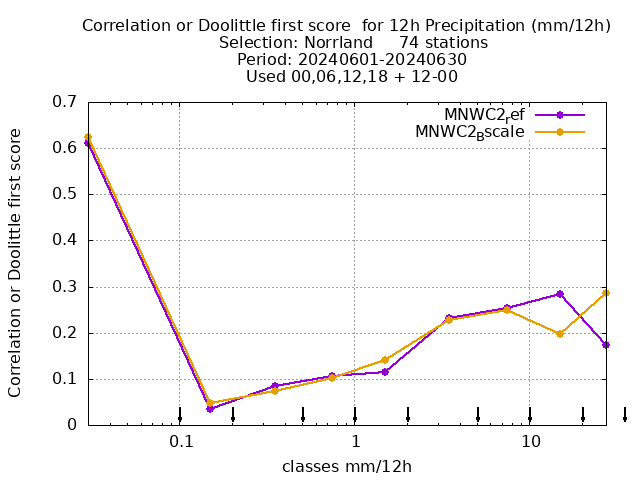 Correlation or Doolittle first score  for 12h Precipitation (mm/12h)
Selection: Norrland     74 stations
Period: 20240601-20240630
Used 00,06,12,18 + 12-00
MNWC2ref
MNWC2Bscale
Correlation or Doolittle first score
0.7
0.6
0.5
0.4
0.3
0.2
0.1
0
0.1 1 10
classes mm/12h